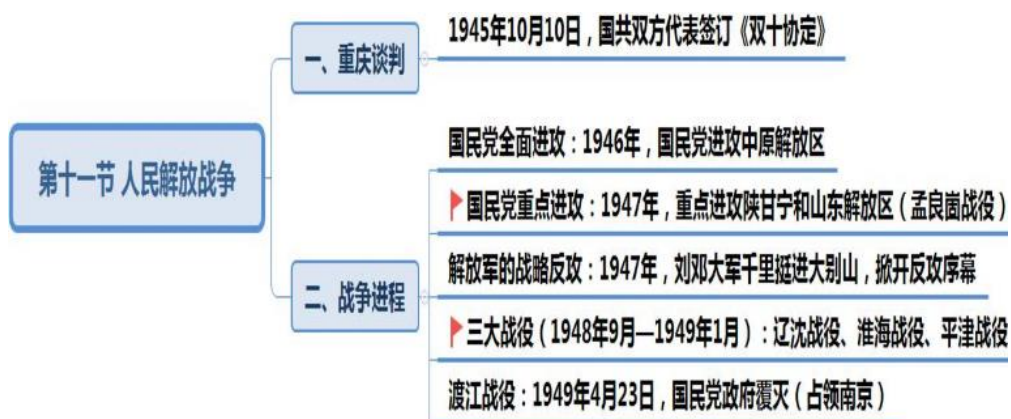 第十一节 人民解放战争
一、重庆谈判
1945年10月10日，国共双方代表签订《双十协定》
二、战争进程
国民党全面进攻：1946年，国民党进攻中原解放区
国民党重点进攻：1947年，重点进攻陕甘宁和山东解放区（孟良崮战役）
解放军的战略反攻：1947年，刘邓大军千里挺进大别山，掀开反攻序幕
三大战役（1948年9月—1949年1月）：辽沈战役、淮海战役、平津战役
渡江战役：1949年4月23日，国民党政府覆灭（占领南京）